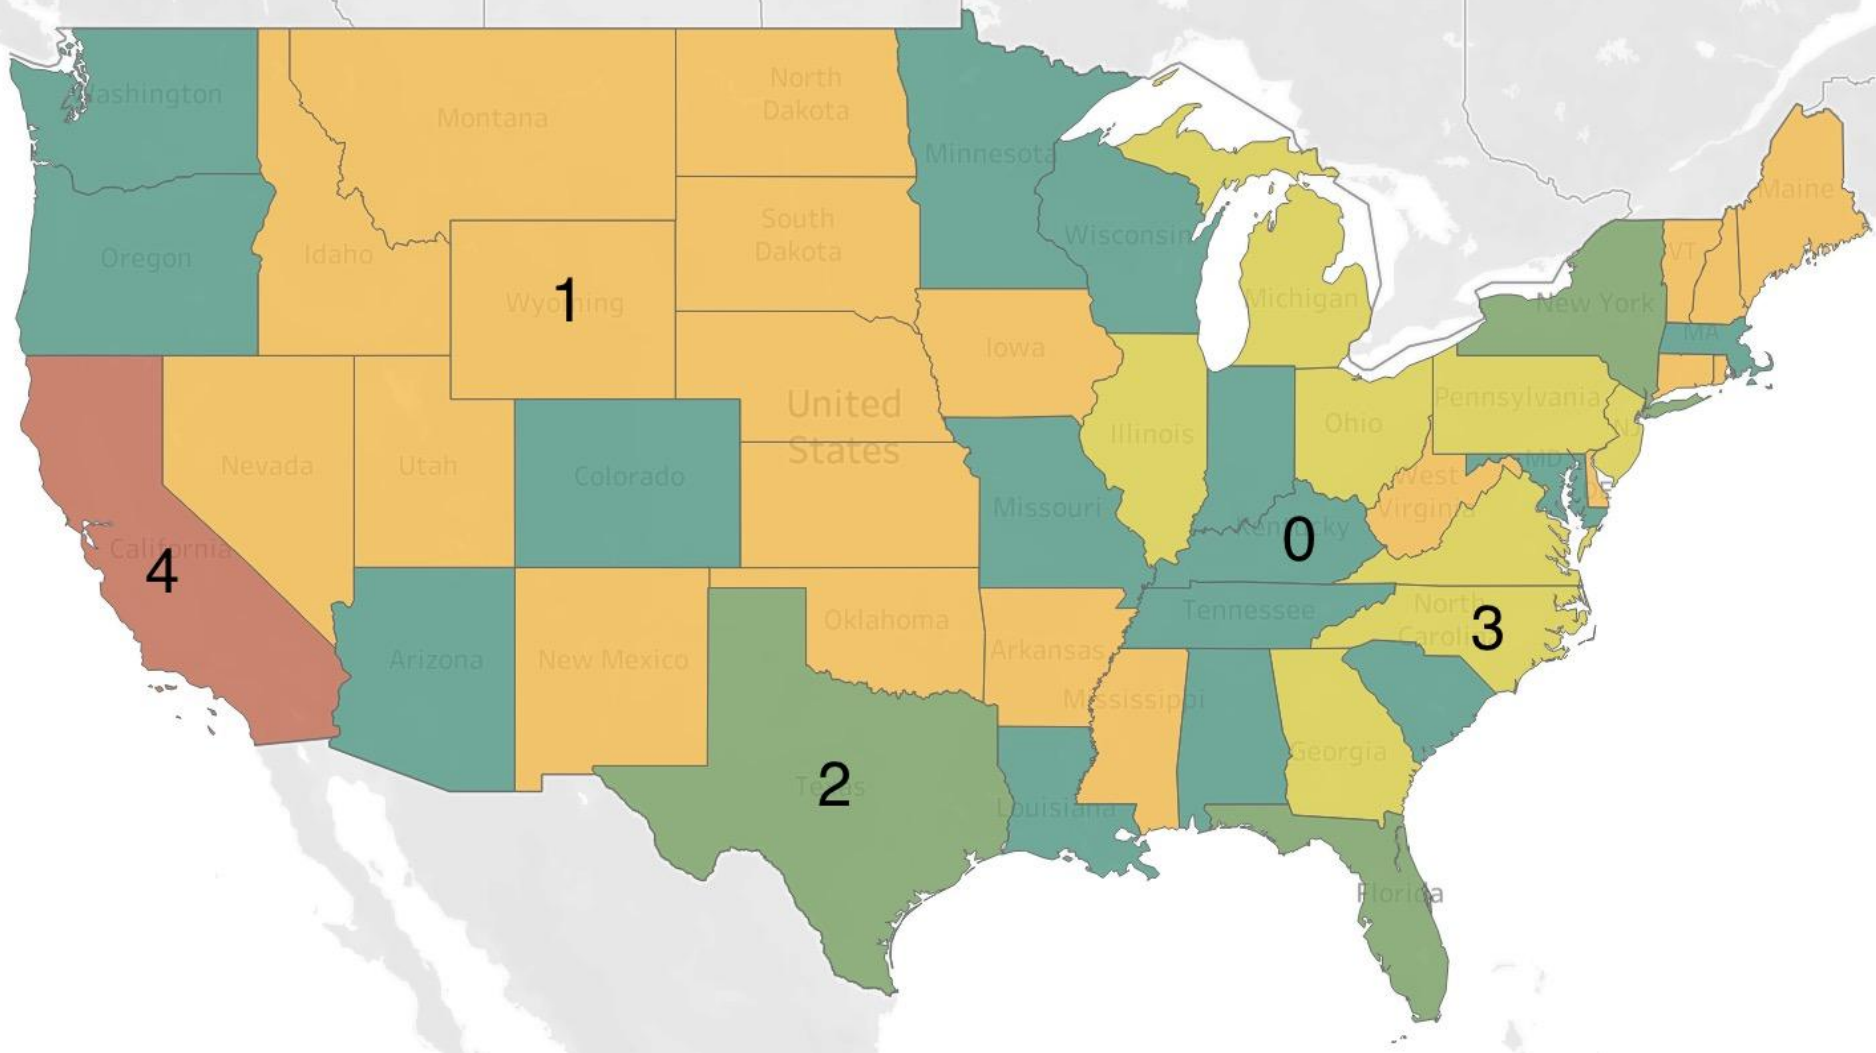 Washington
Montana
North
Dakota
Minnesota
Maine
Oregon
Idaho
South
Dakota
Wisconsin
VT
Wyoming
1
Michigan
New York
MA
Iowa
United
States
Pennsylvania
NJ
Illinois
Ohio
Nevada
Utah
Colorado
MD
West
Virginia
DE
Missouri
Kentucky
0
California
4
Tennessee
North
Carolina
3
Oklahoma
Arizona
New Mexico
Arkansas
Mississippi
Georgia
Texas
2
Louisiana
Florida